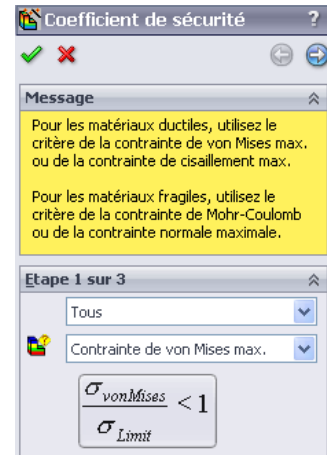 Coefficient de sécurité ?
Message
Pour les matériaux ductiles, utilisez le
critère de la contrainte de von Mises max.
ou de la contrainte de cisaillement max.
Pour les matériaux fragiles, utilisez le
critère de la contrainte de Mohr-Coulomb
ou de la contrainte normale maximale.
Etape 1 sur 3
Tous
Contrainte de von Mises max.
σ vonMises
< 1
σ Limit